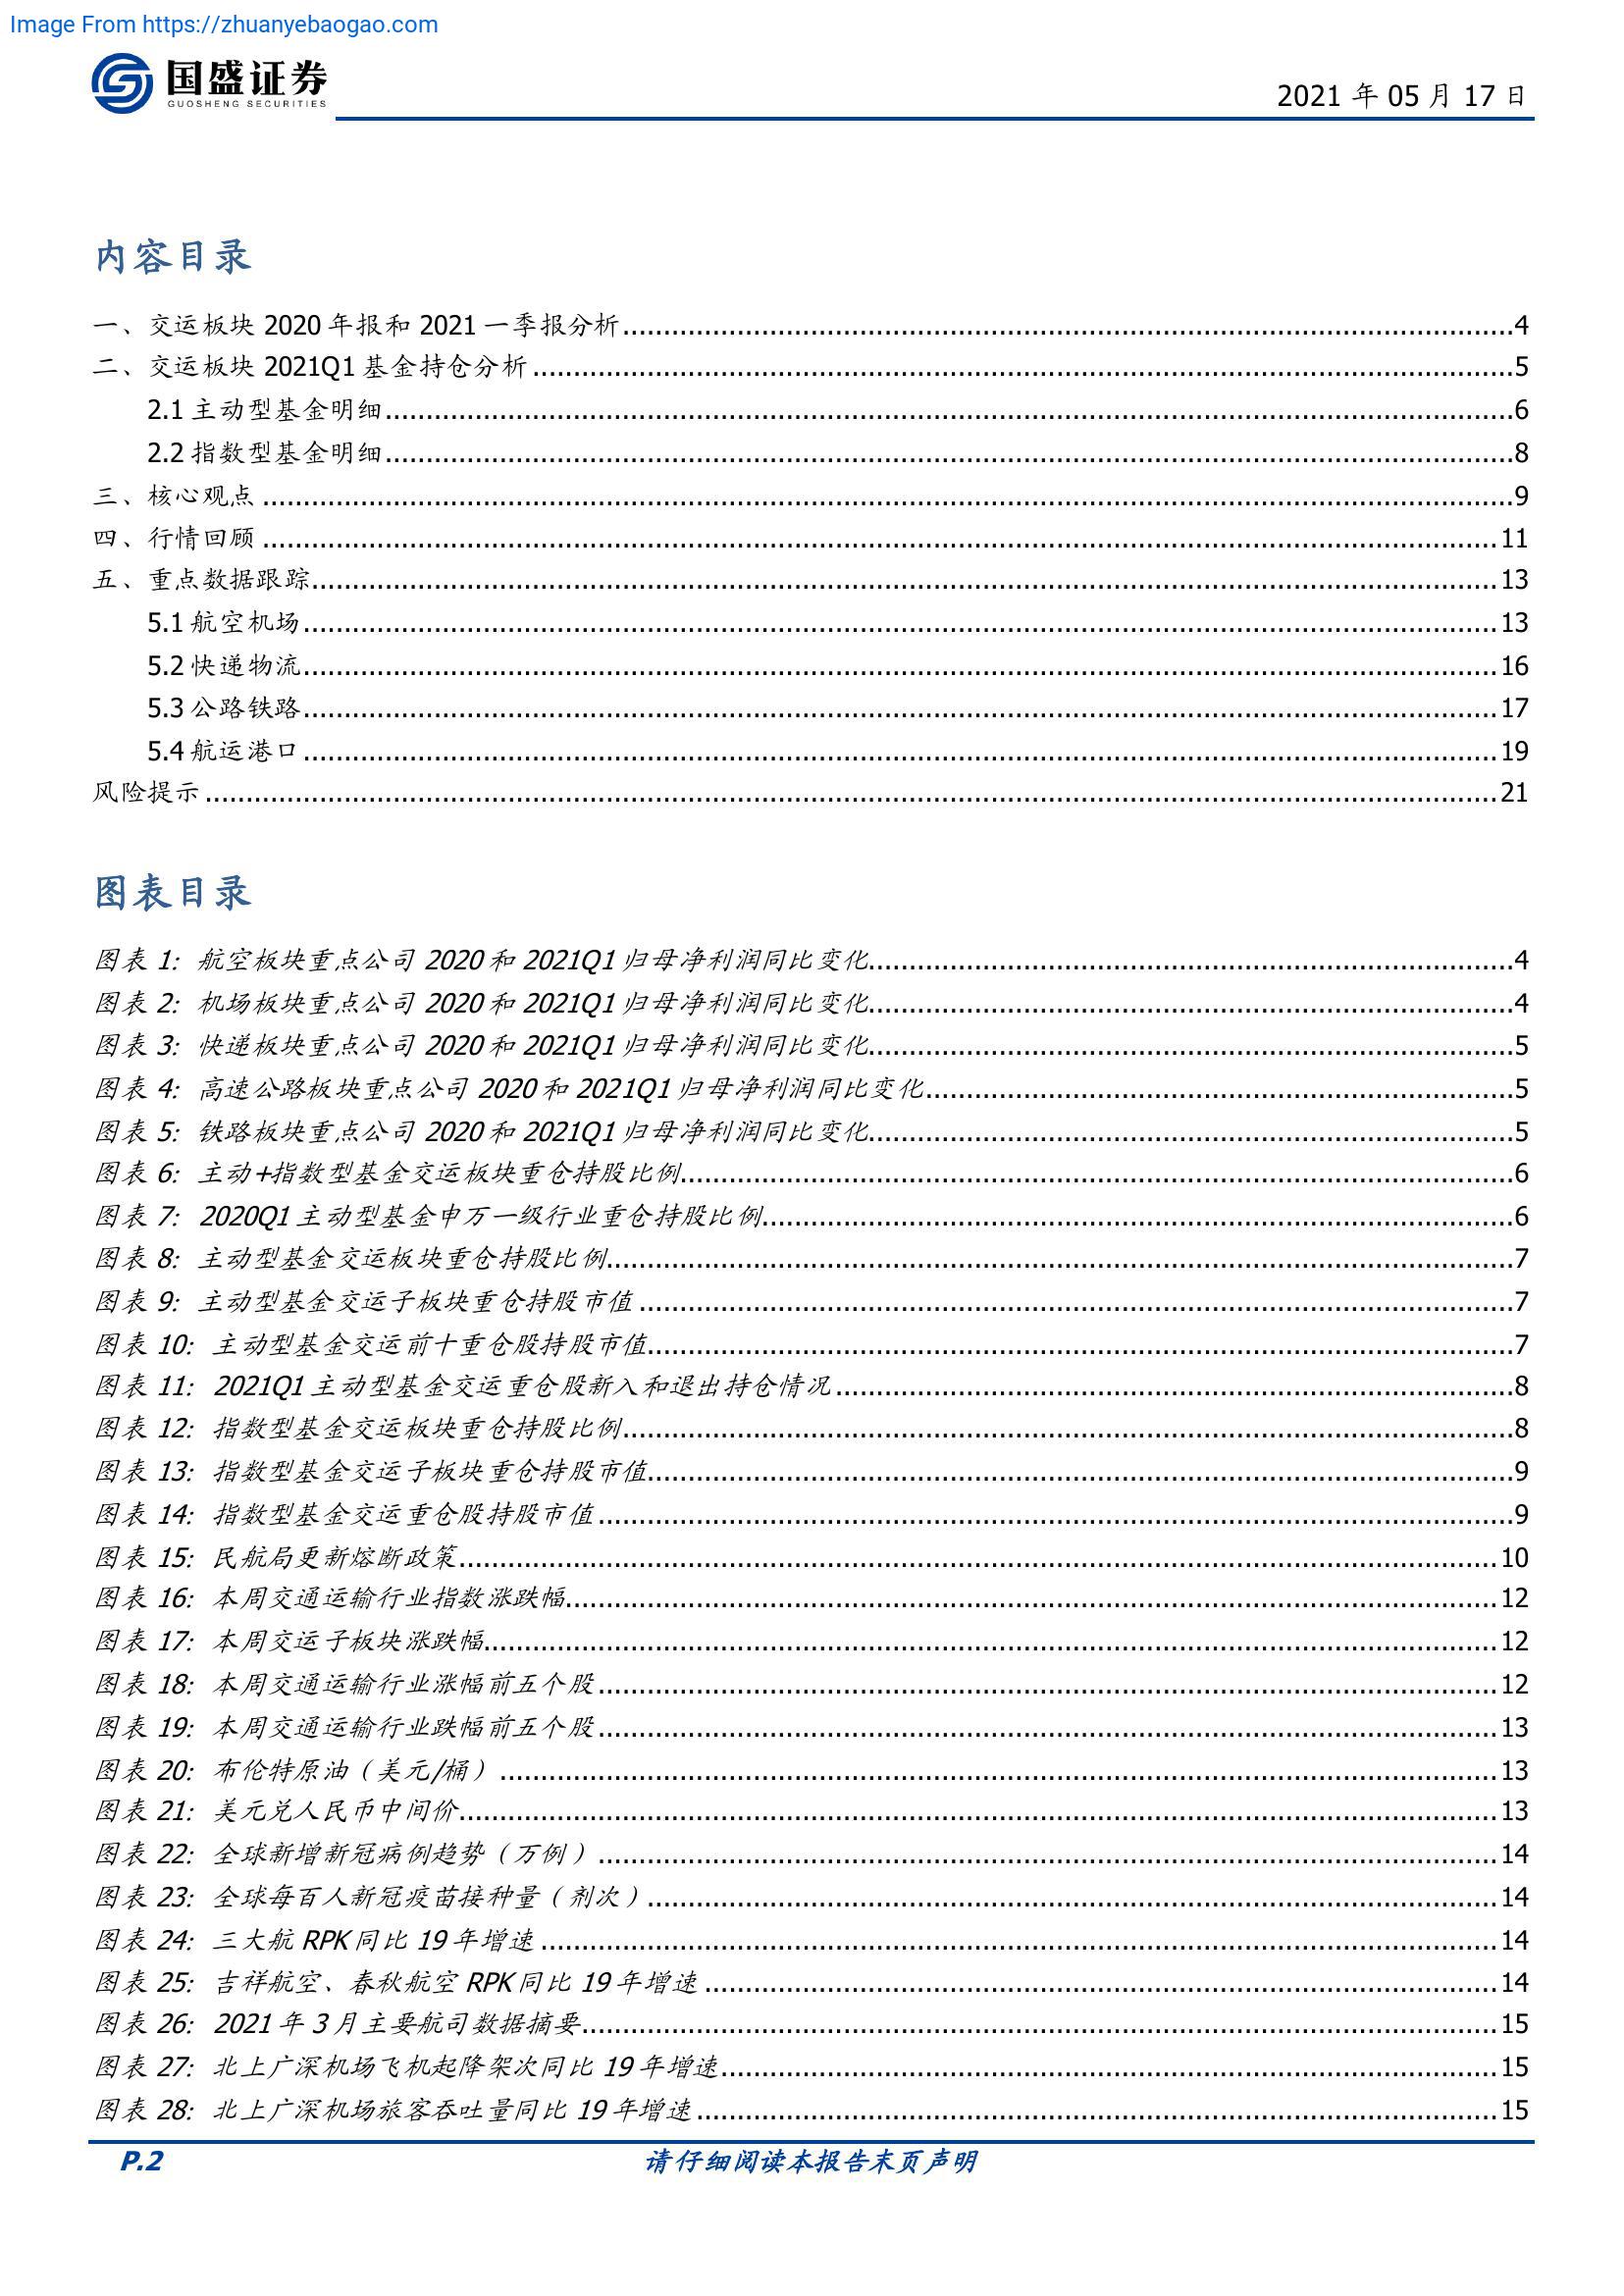 Image From https://zhuanyebaogao.com
国盛证券
GUOSHENG SECURITIES
2021 年 05 月 17 日
内容目录
一、交运板块 2020 年报和 2021 一季报分析 4
二、交运板块 2021Q1 基金持仓分析 5
2.1 主动型基金明细 6
2.2 指数型基金明细 8
三、核心观点 9
四、行情回顾 11
五、重点数据跟踪 13
5.1 航空机场 13
5.2 快递物流 16
5.3 公路铁路 17
5.4 航运港口 19
风险提示 21
图表目录
图表 1: 航空板块重点公司 2020 和 2021Q1 归母净利润同比变化 4
图表 2: 机场板块重点公司 2020 和 2021Q1 归母净利润同比变化 4
图表 3: 快递板块重点公司 2020 和 2021Q1 归母净利润同比变化 5
图表 4: 高速公路板块重点公司 2020 和 2021Q1 归母净利润同比变化 5
图表 5: 铁路板块重点公司 2020 和 2021Q1 归母净利润同比变化 5
图表 6: 主动+指数型基金交运板块重仓持股比例 6
图表 7: 2020Q1 主动型基金申万一级行业重仓持股比例 6
图表 8: 主动型基金交运板块重仓持股比例 7
图表 9: 主动型基金交运子板块重仓持股市值 7
图表 10: 主动型基金交运前十重仓股持股市值 7
图表 11: 2021Q1 主动型基金交运重仓股新入和退出持仓情况 8
图表 12: 指数型基金交运板块重仓持股比例 8
图表 13: 指数型基金交运子板块重仓持股市值 9
图表 14: 指数型基金交运重仓股持股市值 9
图表 15: 民航局更新熔断政策 10
图表 16: 本周交通运输行业指数涨跌幅 12
图表 17: 本周交运子板块涨跌幅 12
图表 18: 本周交通运输行业涨幅前五个股 12
图表 19: 本周交通运输行业跌幅前五个股 13
图表 20: 布伦特原油（美元/桶） 13
图表 21: 美元兑人民币中间价 13
图表 22: 全球新增新冠病例趋势（万例） 14
图表 23: 全球每百人新冠疫苗接种量（剂次） 14
图表 24: 三大航 RPK 同比 19 年增速 14
图表 25: 吉祥航空、春秋航空 RPK 同比 19 年增速 14
图表 26: 2021 年 3 月主要航司数据摘要 15
图表 27: 北上广深机场飞机起降架次同比 19 年增速 15
图表 28: 北上广深机场旅客吞吐量同比 19 年增速 15
P.2
请仔细阅读本报告末页声明